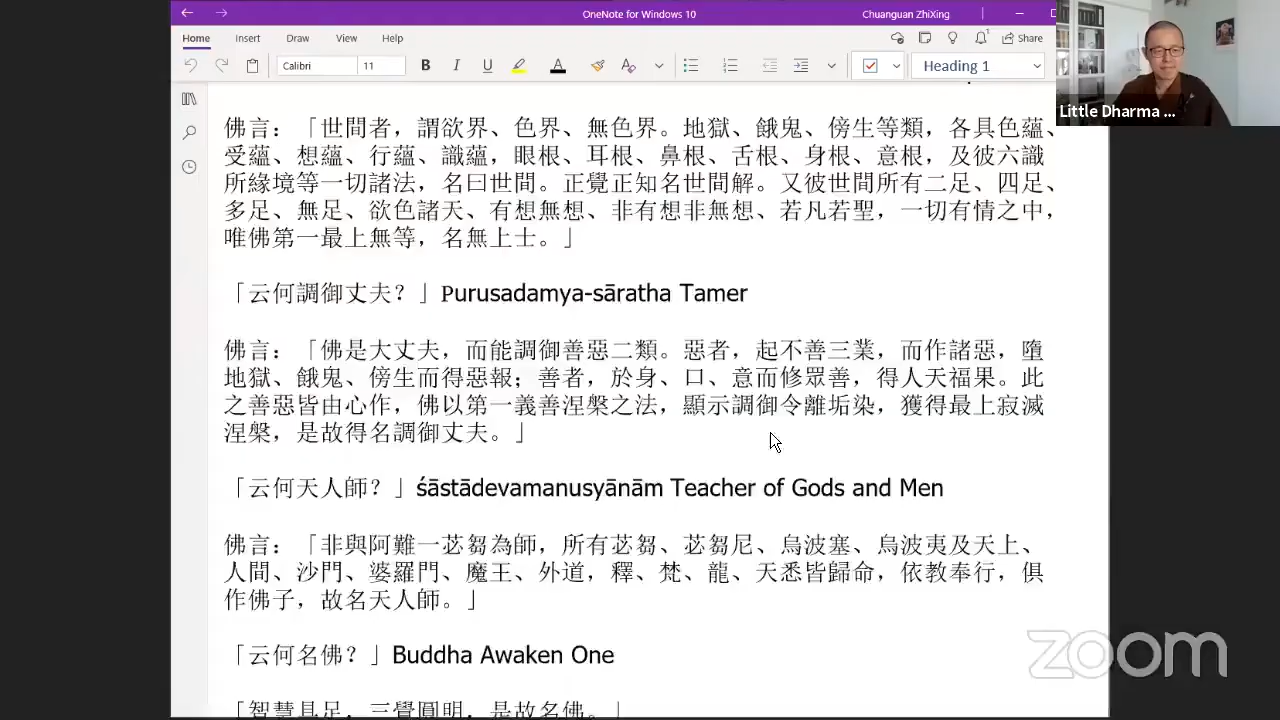 OneNote for Windows 10
Chuanguan ZhiXing
Home Insert Draw View Help
Share
Calibri 11 B I U A Heading 1
Little Dharma ...
佛言：「世間者，謂欲界、色界、無色界。地獄、餓鬼、傍生等類，各具色蘊、
受蘊、想蘊、行蘊、識蘊，眼根、耳根、鼻根、舌根、身根、意根，及彼六識
所緣境等一切諸法，名曰世間。正覺正知名世間解。又彼世間所有二足、四足、
多足、無足、欲色諸天、有想無想、非有想非無想、若凡若聖，一切有情之中，
唯佛第一最上無等，名無上士。」
「云何調御丈夫？」Purusadamya-sāratha Tamer
佛言：「佛是大丈夫，而能調御善惡二類。惡者，起不善三業，而作諸惡，墮
地獄、餓鬼、傍生而得惡報；善者，於身、口、意而修眾善，得人天福果。此
之善惡皆由心作，佛以第一義善涅槃之法，顯示調御令離垢染，獲得最上寂滅
涅槃，是故得名調御丈夫。」
「云何天人師？」śāstādevamanusyānām Teacher of Gods and Men
佛言：「非與阿難一苾芻為師，所有苾芻、苾芻尼、烏波塞、烏波夷及天上、
人間、沙門、婆羅門、魔王、外道，釋、梵、龍、天悉皆歸命，依教奉行，俱
作佛子，故名天人師。」
「云何名佛？」Buddha Awaken One
「智慧具足，三覺圓明，是故名佛。」
zoom